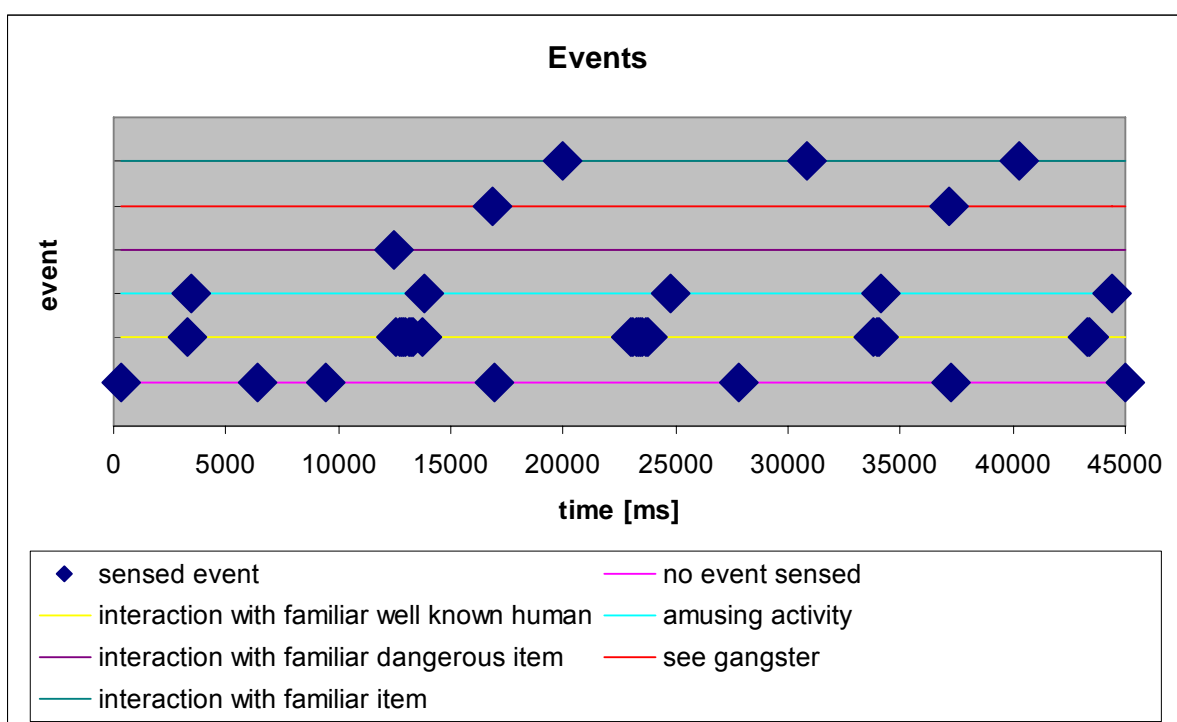 Events
event
0 5000 10000 15000 20000 25000 30000 35000 40000 45000
time [ms]
sensed event no event sensed
interaction with familiar well known human amusing activity
interaction with familiar dangerous item see gangster
interaction with familiar item